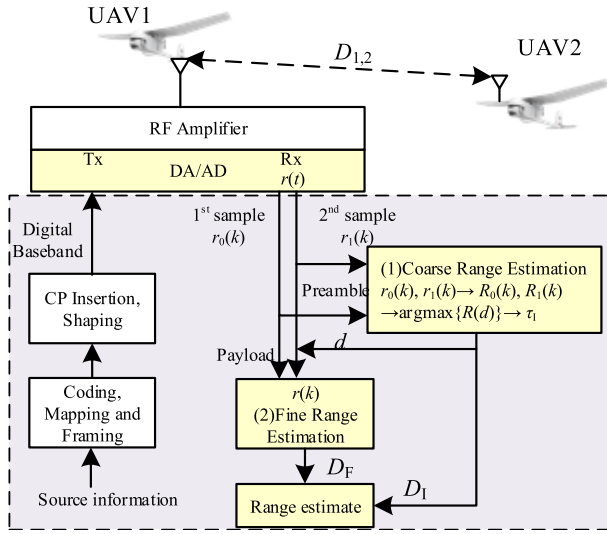 UAV1
D1,2
UAV2
RF Amplifier
Tx
DA/AD
Rx
r(t)
Digital
Baseband
1st sample
r0(k)
2nd sample
r1(k)
(1)Coarse Range Estimation
r0(k), r1(k)→ R0(k), R1(k)
→argmax{R(d)}→ τI
CP Insertion,
Shaping
Preamble
Payload
d
Coding,
Mapping and
Framing
r(k)
(2)Fine Range
Estimation
DF
DI
Source information
Range estimate